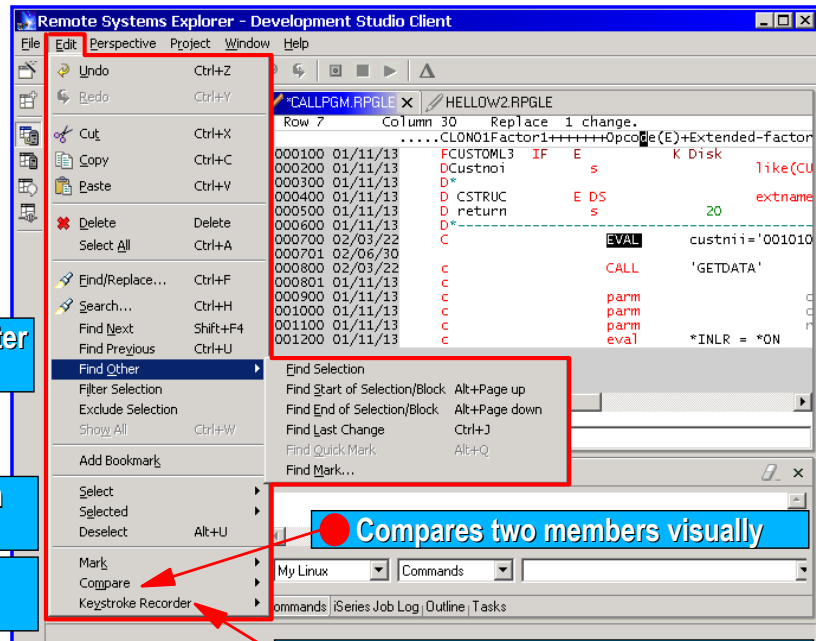 Remote Systems Explorer - Development Studio Client
File Edit Perspective Project Window Help
Undo Ctrl+Z
Redo Ctrl+Y
Cut Ctrl+X
Copy Ctrl+C
Paste Ctrl+V
Delete Delete
Select All Ctrl+A
Find/Replace... Ctrl+F
Search... Ctrl+H
Find Next Shift+F4
Find Previous Ctrl+U
Find Other
Filter Selection
Exclude Selection
Show All Ctrl+W
Add Bookmark
Select
Selected
Deselect Alt+U
Mark
Compare
Keystroke Recorder
Find Selection
Find Start of Selection/Block Alt+Page up
Find End of Selection/Block Alt+Page down
Find Last Change Ctrl+J
Find Quick Mark Alt+Q
Find Mark...
*CALLPGM.RPGLE HELLOW2.RPGLE
Row 7 Column 30 Replace 1 change.
.....CL0N01Factor1+++++++Opcode(E)+Extended-factor
000100 01/11/13 FCUSTOML3 IF E K Disk
000200 01/11/13 DCustnoi s like(CU
000300 01/11/13 D*
000400 01/11/13 D CSTRUC E DS extname
000500 01/11/13 D return s 20
000600 01/11/13 D*--------------------------------------------
000700 02/03/22 C EVAL custnii='001010
000701 02/06/30
000800 02/03/22 c CALL 'GETDATA'
000801 01/11/13 c
000900 01/11/13 c parm
001000 01/11/13 c parm
001100 01/11/13 c parm
001200 01/11/13 c eval *INLR = *ON
Compares two members visually
My Linux Commands
ommands iSeries Job Log Outline Tasks